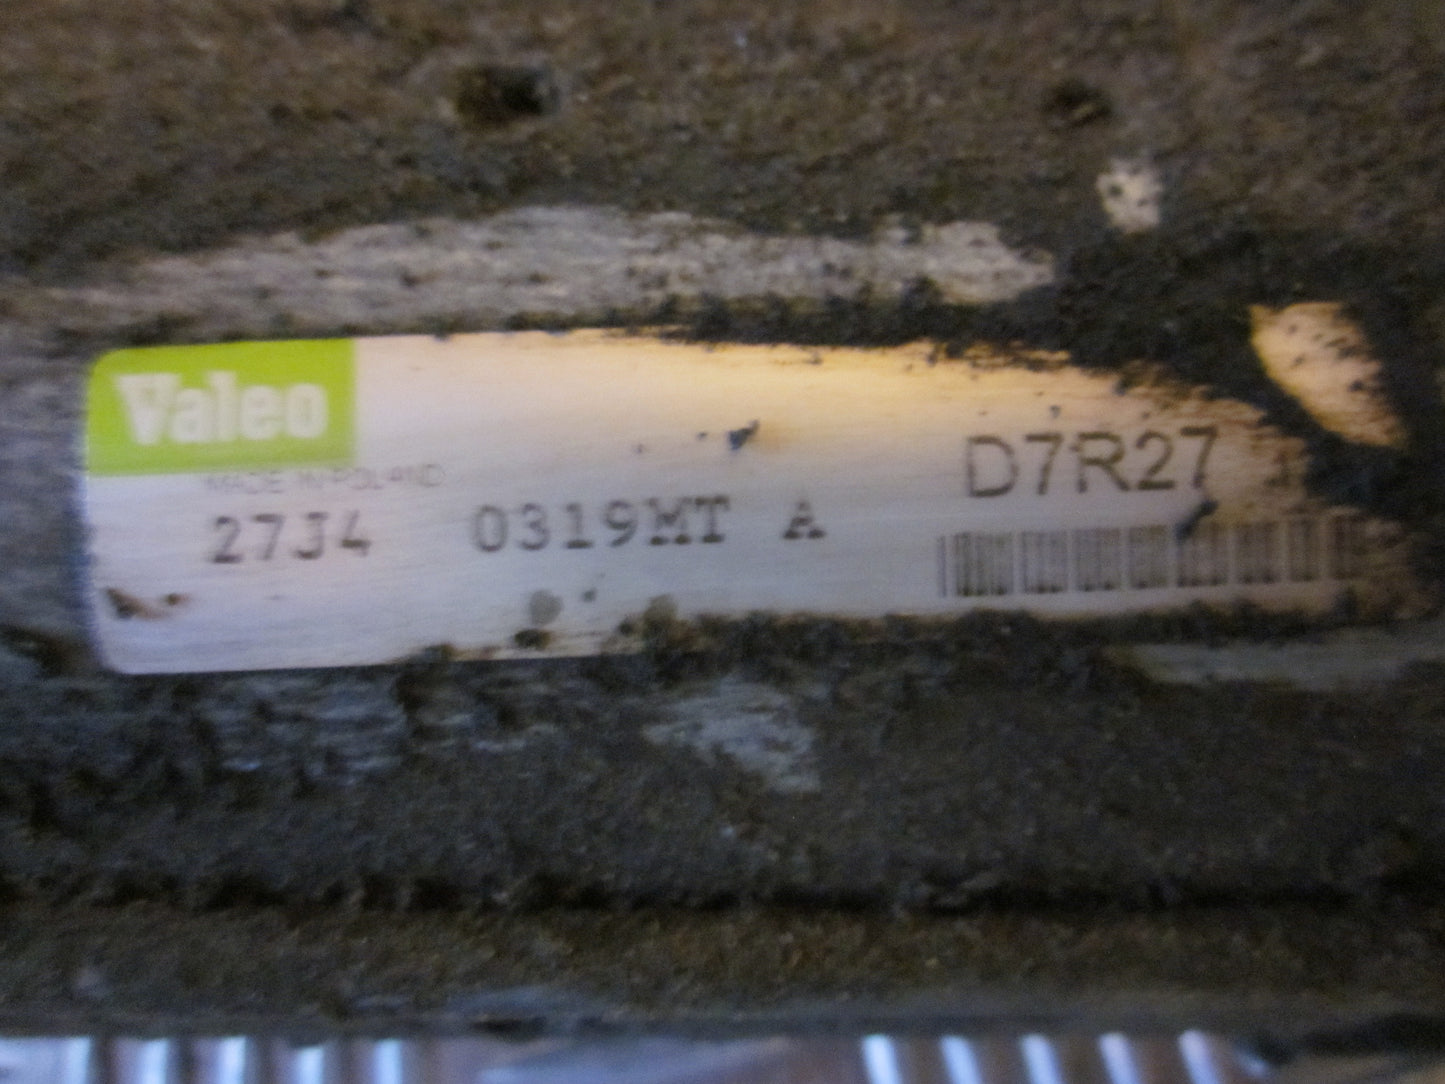 Valeo
MADE IN POLAND
27J4 0319MT A
D7R27